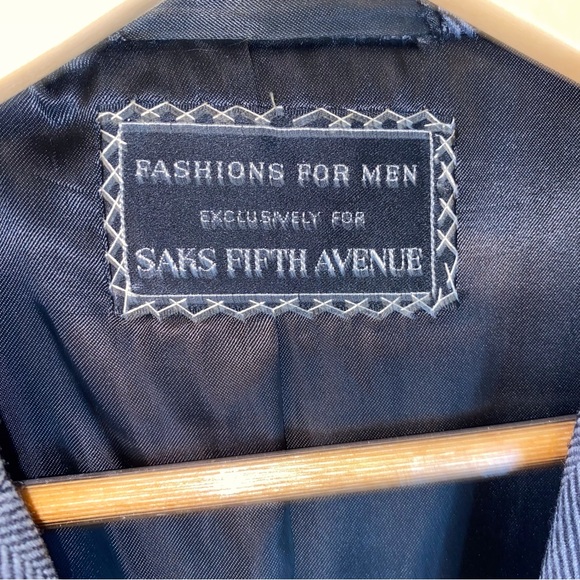 FASHIONS FOR MEN
EXCLUSIVELY FOR
SAKS FIFTH AVENUE